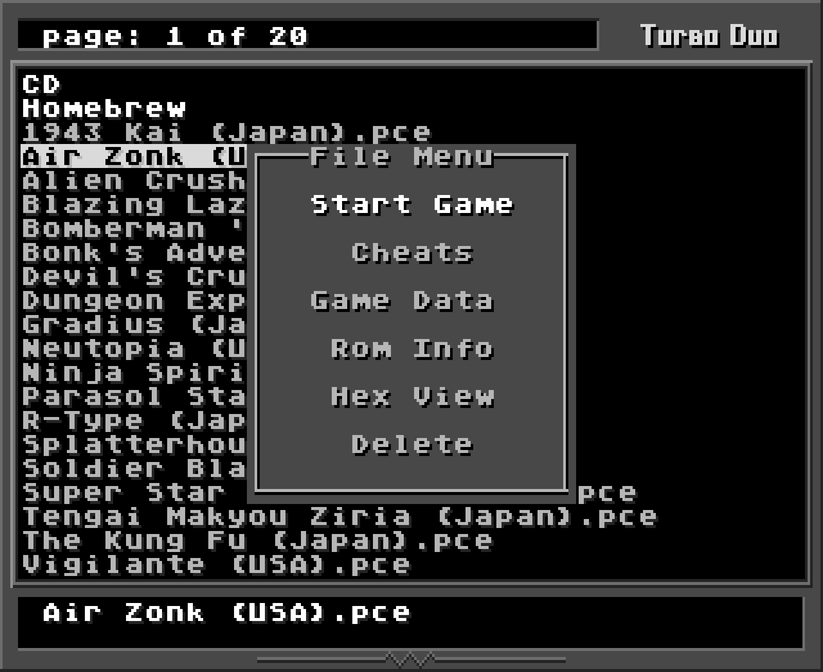 page: 1 of 20
Turbo Duo
CD
Homebrew
1943 Kai (Japan).pce
Air Zonk (U
Alien Crush
Blazing Laz
Bomberman '
Bonk's Adve
Devil's Cru
Dungeon Exp
Gradius (Ja
Neutopia (U
Ninja Spiri
Parasol Sta
R-Type (Jap
Splatterhou
Soldier Bla
Super Star pce
Tengai Makyou Ziria (Japan).pce
The Kung Fu (Japan).pce
Vigilante (USA).pce
File Menu
Start Game
Cheats
Game Data
Rom Info
Hex View
Delete
Air Zonk (USA).pce